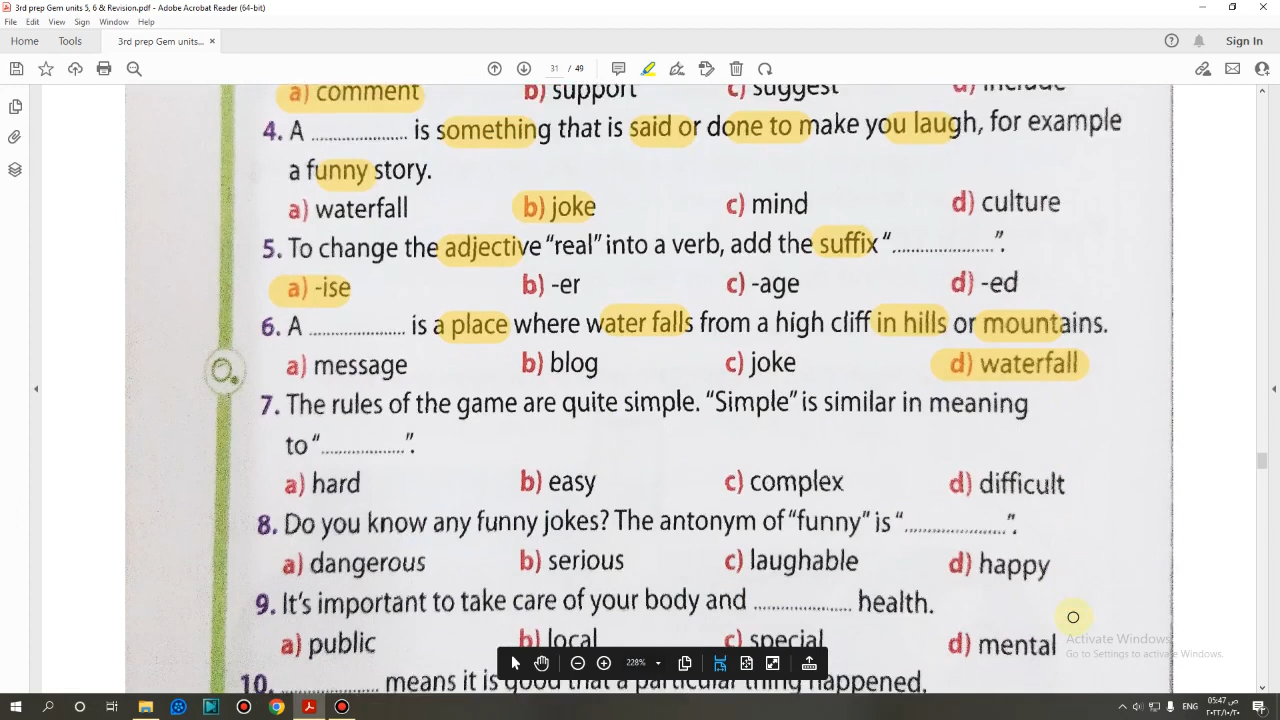 3rd prep Gem units 5, 6 & Revision.pdf - Adobe Acrobat Reader (64-bit)
File Edit View Sign Window Help
Home Tools 3rd prep Gem units... × Sign In
31 / 49
a) comment b) support c) suggest d) include
4. A .................... is something that is said or done to make you laugh, for example
a funny story.
a) waterfall b) joke c) mind d) culture
5. To change the adjective “real” into a verb, add the suffix “....................”.
a) -ise b) -er c) -age d) -ed
6. A .................... is a place where water falls from a high cliff in hills or mountains.
a) message b) blog c) joke d) waterfall
7. The rules of the game are quite simple. “Simple” is similar in meaning
to “..................”.
a) hard b) easy c) complex d) difficult
8. Do you know any funny jokes? The antonym of “funny” is “....................”.
a) dangerous b) serious c) laughable d) happy
9. It’s important to take care of your body and .................... health.
a) public b) local c) special d) mental
Activate Windows
Go to Settings to activate Windows.
228%
10. .................... means it is good that a particular thing happened.
ENG 05:47 ص